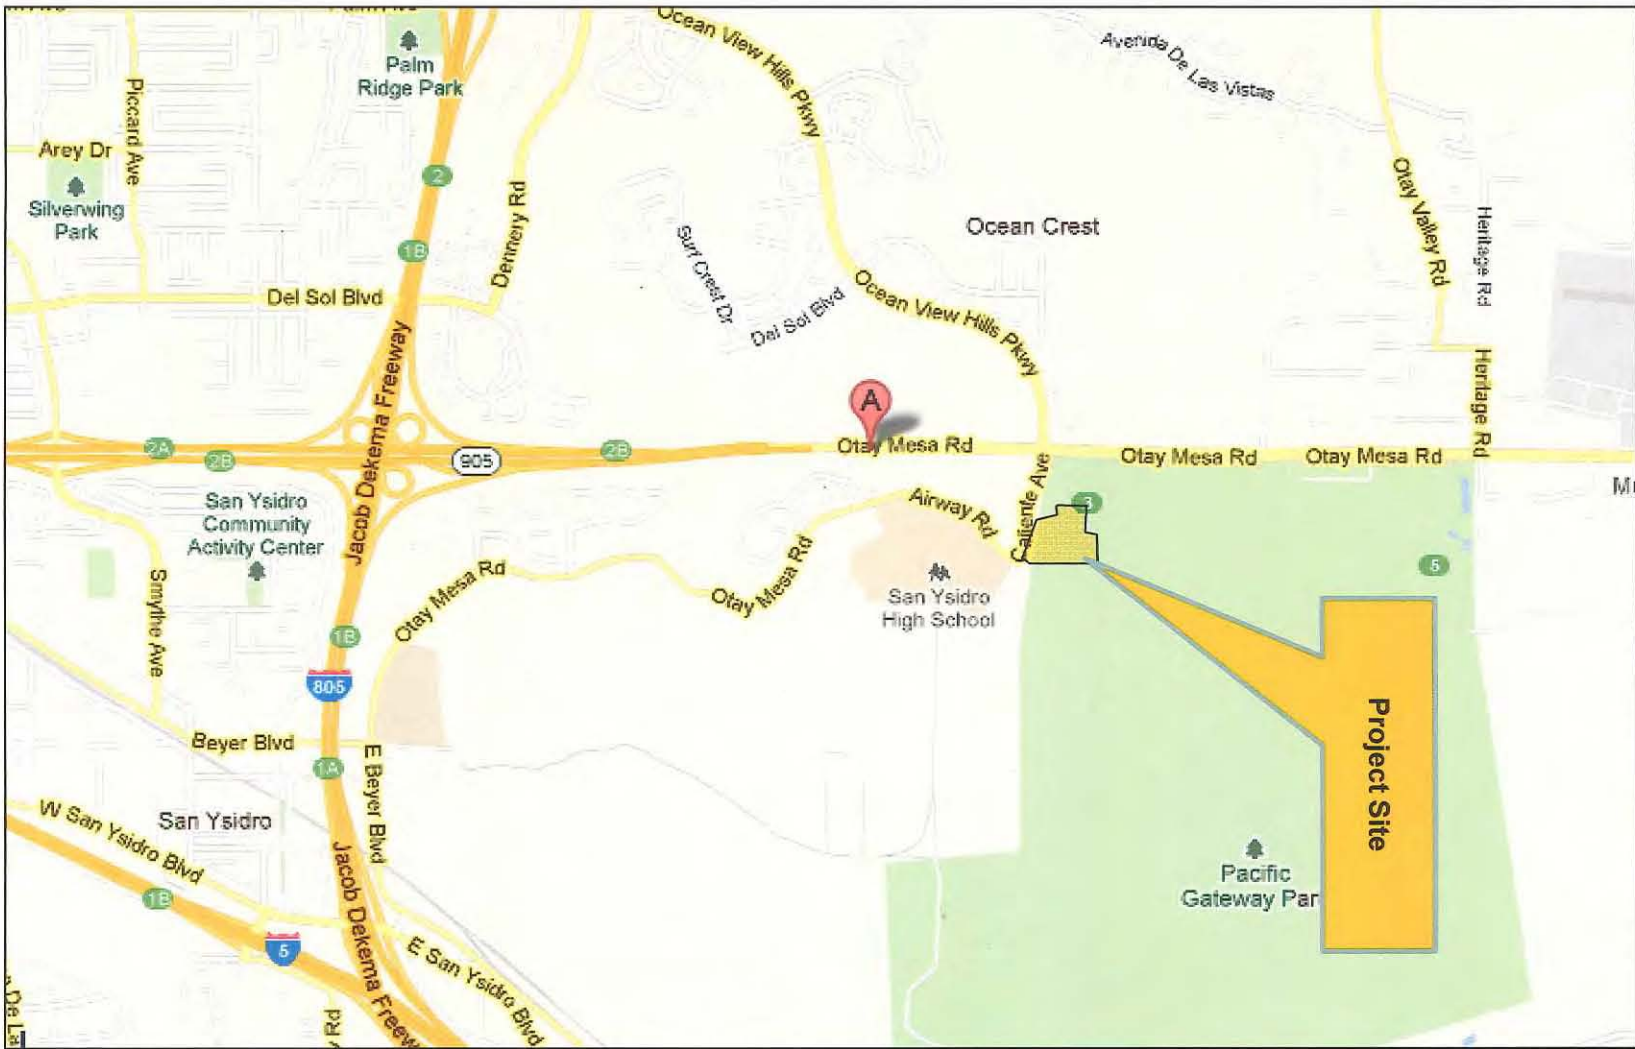 Palm
Ridge Park
Ocean View Hills Pkwy
Avenida De Las Vistas
Piccard Ave
Arey Dr
Silverwing
Park
2
1B
Dennery Rd
Surf Crest Dr
Ocean Crest
Otay Valley Rd
Heritage Rd
Del Sol Blvd
Del Sol Blvd
Ocean View Hills Pkwy
Jacob Dekema Freeway
A
Heritage Rd
2A
2B
905
2B
Otay Mesa Rd
Otay Mesa Rd
Otay Mesa Rd
San Ysidro
Community
Activity Center
Airway Rd
Caliente Ave
3
5
Smythe Ave
Otay Mesa Rd
Otay Mesa Rd
San Ysidro
High School
1B
805
Project Site
Beyer Blvd
1A
E Beyer Blvd
W San Ysidro Blvd
San Ysidro
Jacob Dekema Freew
Pacific
Gateway Par
1B
5
E San Ysidro Blvd
Rd
De La